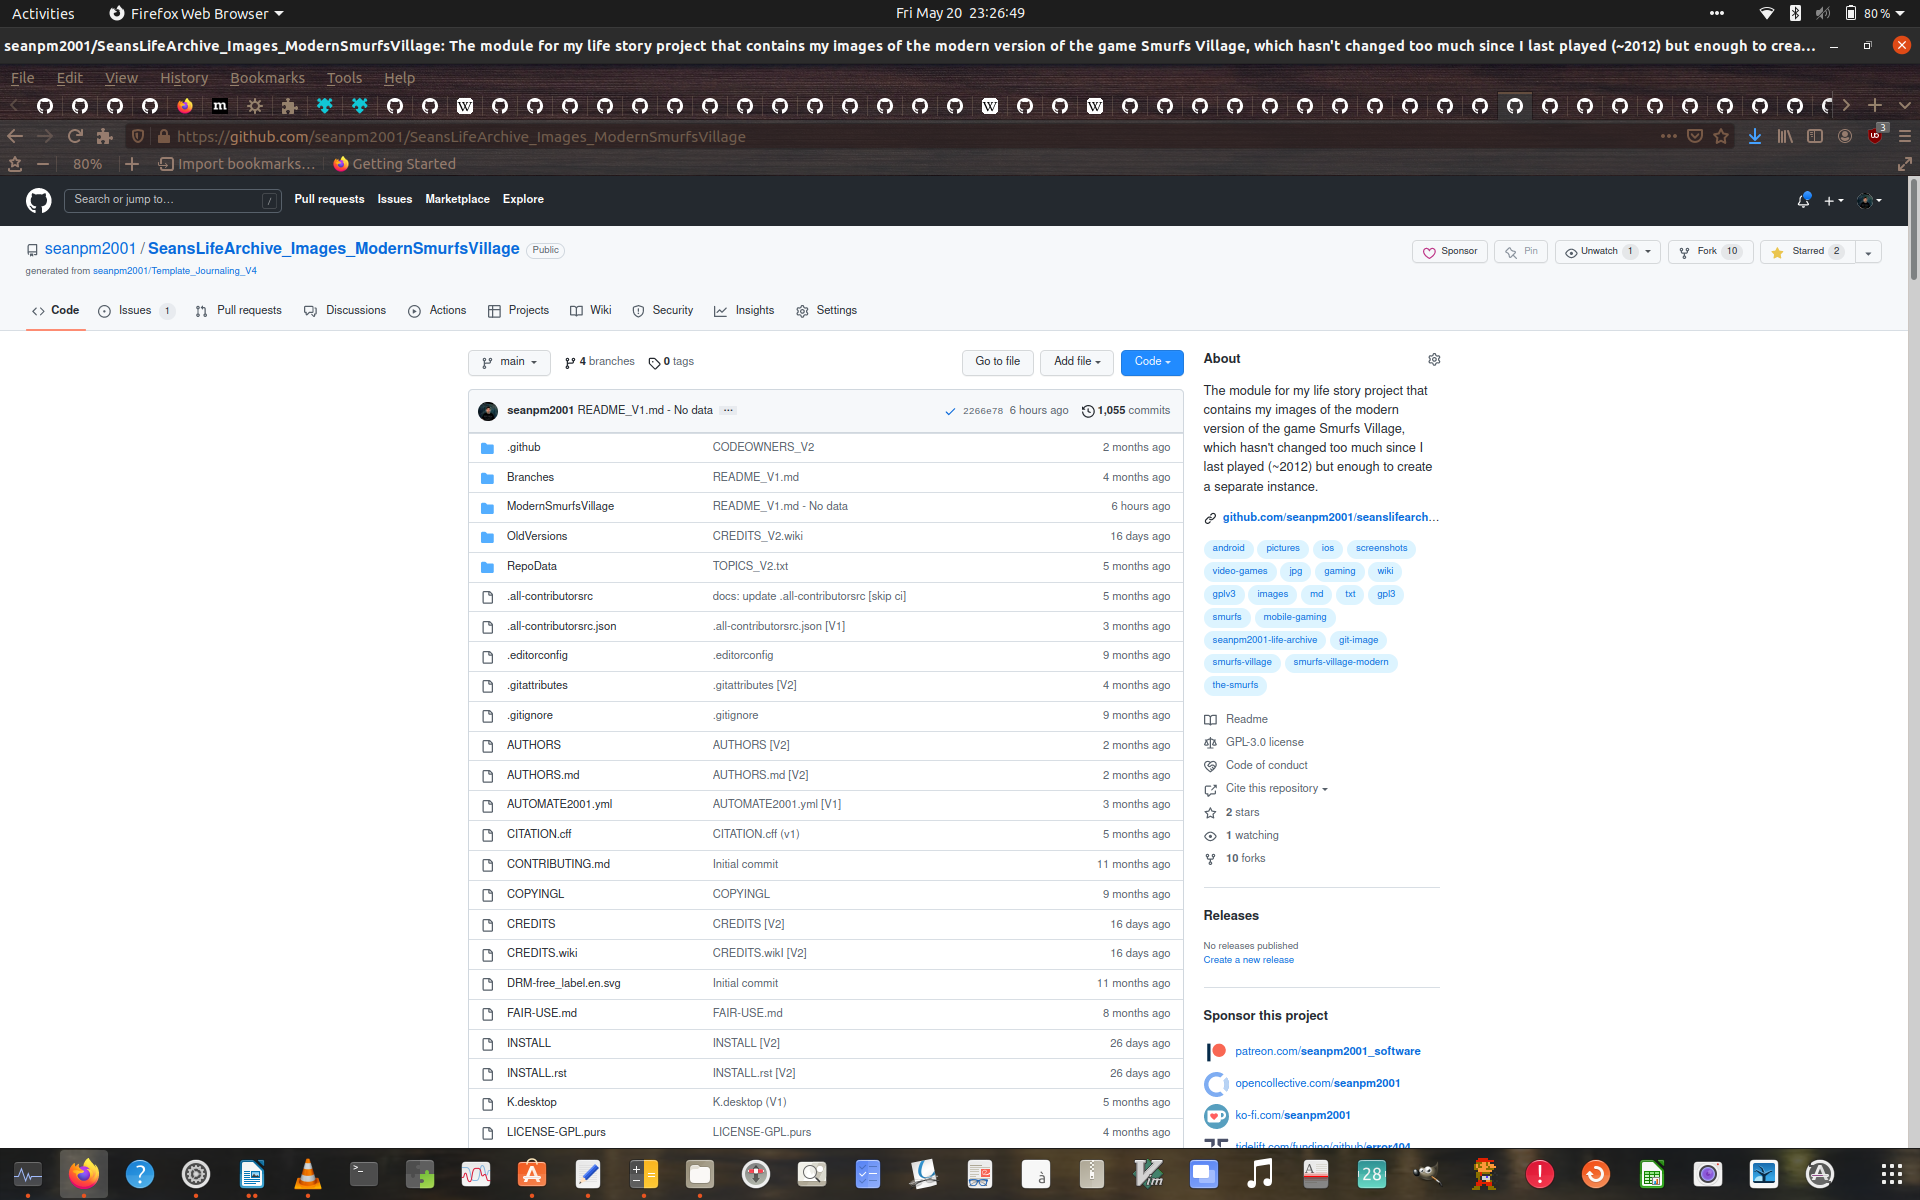 Activities Firefox Web Browser Fri May 20 23:26:49 80 %
seanpm2001/SeansLifeArchive_Images_ModernSmurfsVillage: The module for my life story project that contains my images of the modern version of the game Smurfs Village, which hasn't changed too much since I last played (~2012) but enough to crea...
File Edit View History Bookmarks Tools Help
https://github.com/seanpm2001/SeansLifeArchive_Images_ModernSmurfsVillage 3
80% Import bookmarks... Getting Started
Search or jump to... / Pull requests Issues Marketplace Explore
seanpm2001 / SeansLifeArchive_Images_ModernSmurfsVillage Public Sponsor Pin Unwatch 1 Fork 10 Starred 2
generated from seanpm2001/Template_Journaling_V4
Code Issues 1 Pull requests Discussions Actions Projects Wiki Security Insights Settings
main 4 branches 0 tags Go to file Add file Code
seanpm2001 README_V1.md - No data ... 2266e78 6 hours ago 1,055 commits
.github CODEOWNERS_V2 2 months ago
Branches README_V1.md 4 months ago
ModernSmurfsVillage README_V1.md - No data 6 hours ago
OldVersions CREDITS_V2.wiki 16 days ago
RepoData TOPICS_V2.txt 5 months ago
.all-contributorsrc docs: update .all-contributorsrc [skip ci] 5 months ago
.all-contributorsrc.json .all-contributorsrc.json [V1] 3 months ago
.editorconfig .editorconfig 9 months ago
.gitattributes .gitattributes [V2] 4 months ago
.gitignore .gitignore 9 months ago
AUTHORS AUTHORS [V2] 2 months ago
AUTHORS.md AUTHORS.md [V2] 2 months ago
AUTOMATE2001.yml AUTOMATE2001.yml [V1] 3 months ago
CITATION.cff CITATION.cff (v1) 5 months ago
CONTRIBUTING.md Initial commit 11 months ago
COPYINGL COPYINGL 9 months ago
CREDITS CREDITS [V2] 16 days ago
CREDITS.wiki CREDITS.wikI [V2] 16 days ago
DRM-free_label.en.svg Initial commit 11 months ago
FAIR-USE.md FAIR-USE.md 8 months ago
INSTALL INSTALL [V2] 26 days ago
INSTALL.rst INSTALL.rst [V2] 26 days ago
K.desktop K.desktop (V1) 5 months ago
LICENSE-GPL.purs LICENSE-GPL.purs 4 months ago
About
The module for my life story project that
contains my images of the modern
version of the game Smurfs Village,
which hasn't changed too much since I
last played (~2012) but enough to create
a separate instance.
github.com/seanpm2001/seanslifearch...
android pictures ios screenshots
video-games jpg gaming wiki
gplv3 images md txt gpl3
smurfs mobile-gaming
seanpm2001-life-archive git-image
smurfs-village smurfs-village-modern
the-smurfs
Readme
GPL-3.0 license
Code of conduct
Cite this repository
2 stars
1 watching
10 forks
Releases
No releases published
Create a new release
Sponsor this project
patreon.com/seanpm2001_software
opencollective.com/seanpm2001
ko-fi.com/seanpm2001
tidelift.com/funding/github/error404
28